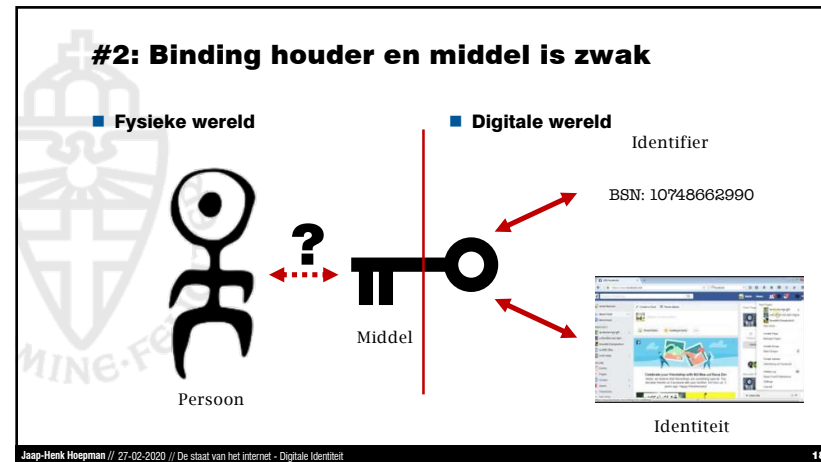 #2: Binding houder en middel is zwak
Fysieke wereld
Digitale wereld
Identifier
BSN: 10748662990
?
Middel
Persoon
Identiteit
Jaap-Henk Hoepman // 27-02-2020 // De staat van het internet - Digitale Identiteit
18